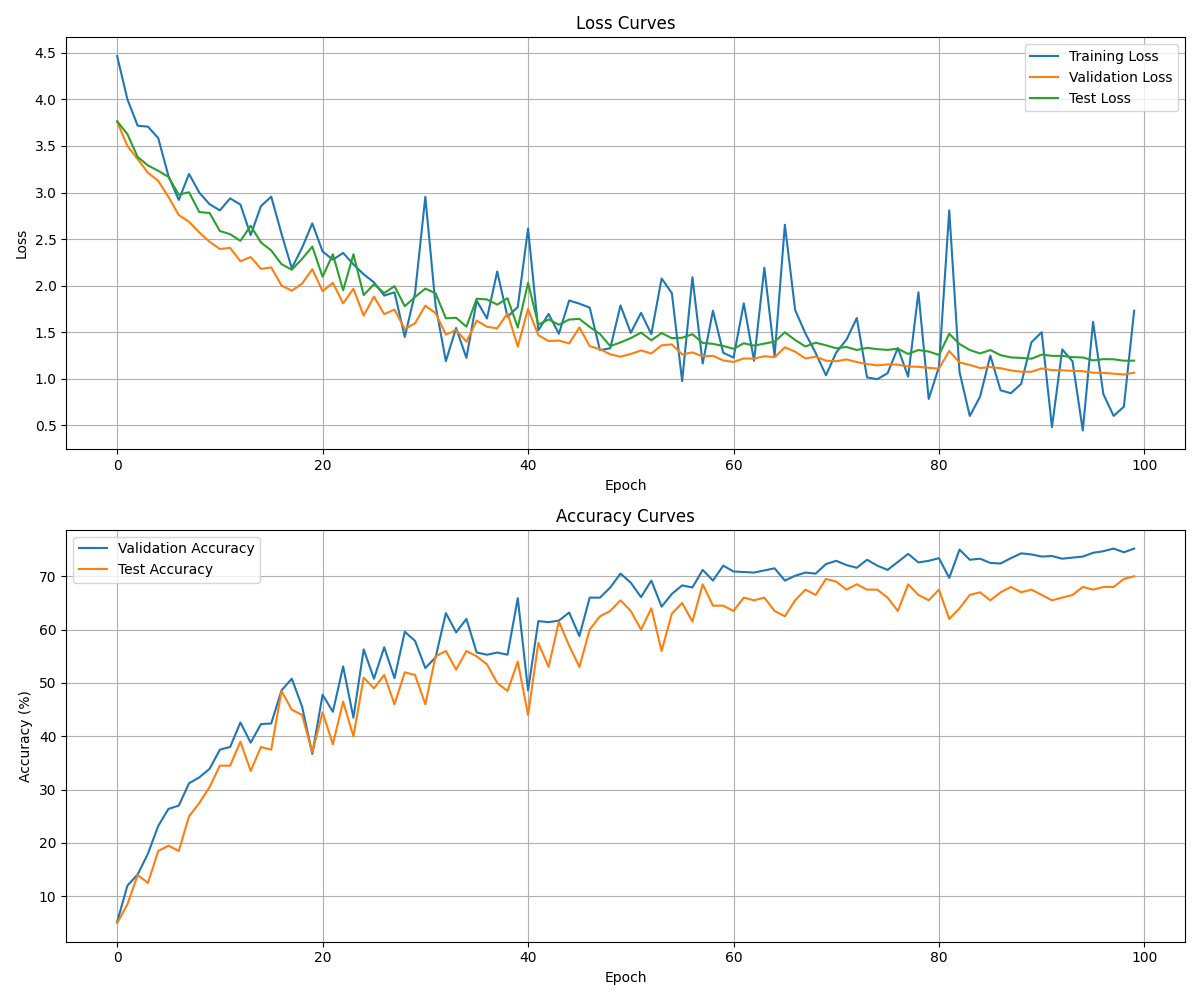 Loss Curves
4.5
4.0
3.5
3.0
2.5
2.0
1.5
1.0
0.5
Loss
Training Loss
Validation Loss
Test Loss
0 20 40 60 80 100
Epoch
Accuracy Curves
70
60
50
40
30
20
10
Accuracy (%)
Validation Accuracy
Test Accuracy
0 20 40 60 80 100
Epoch